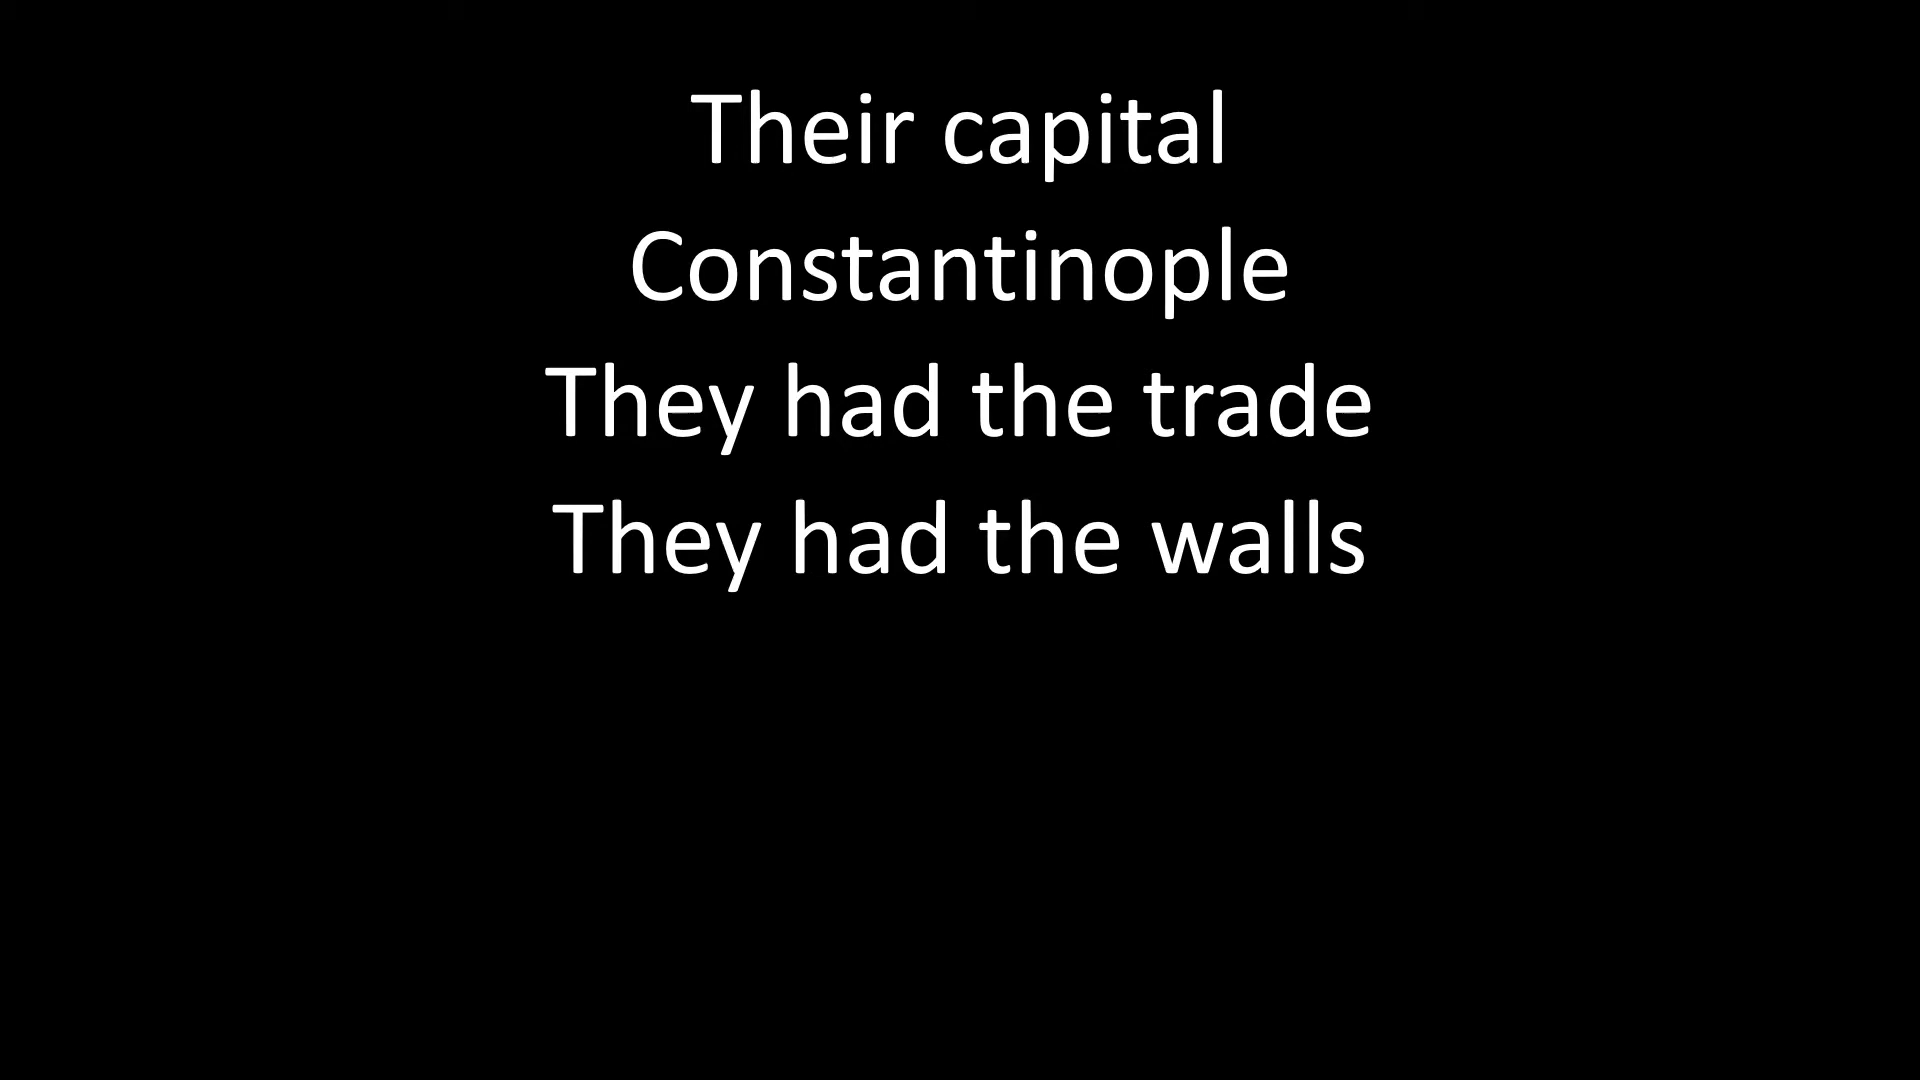 Their capital
Constantinople
They had the trade
They had the walls